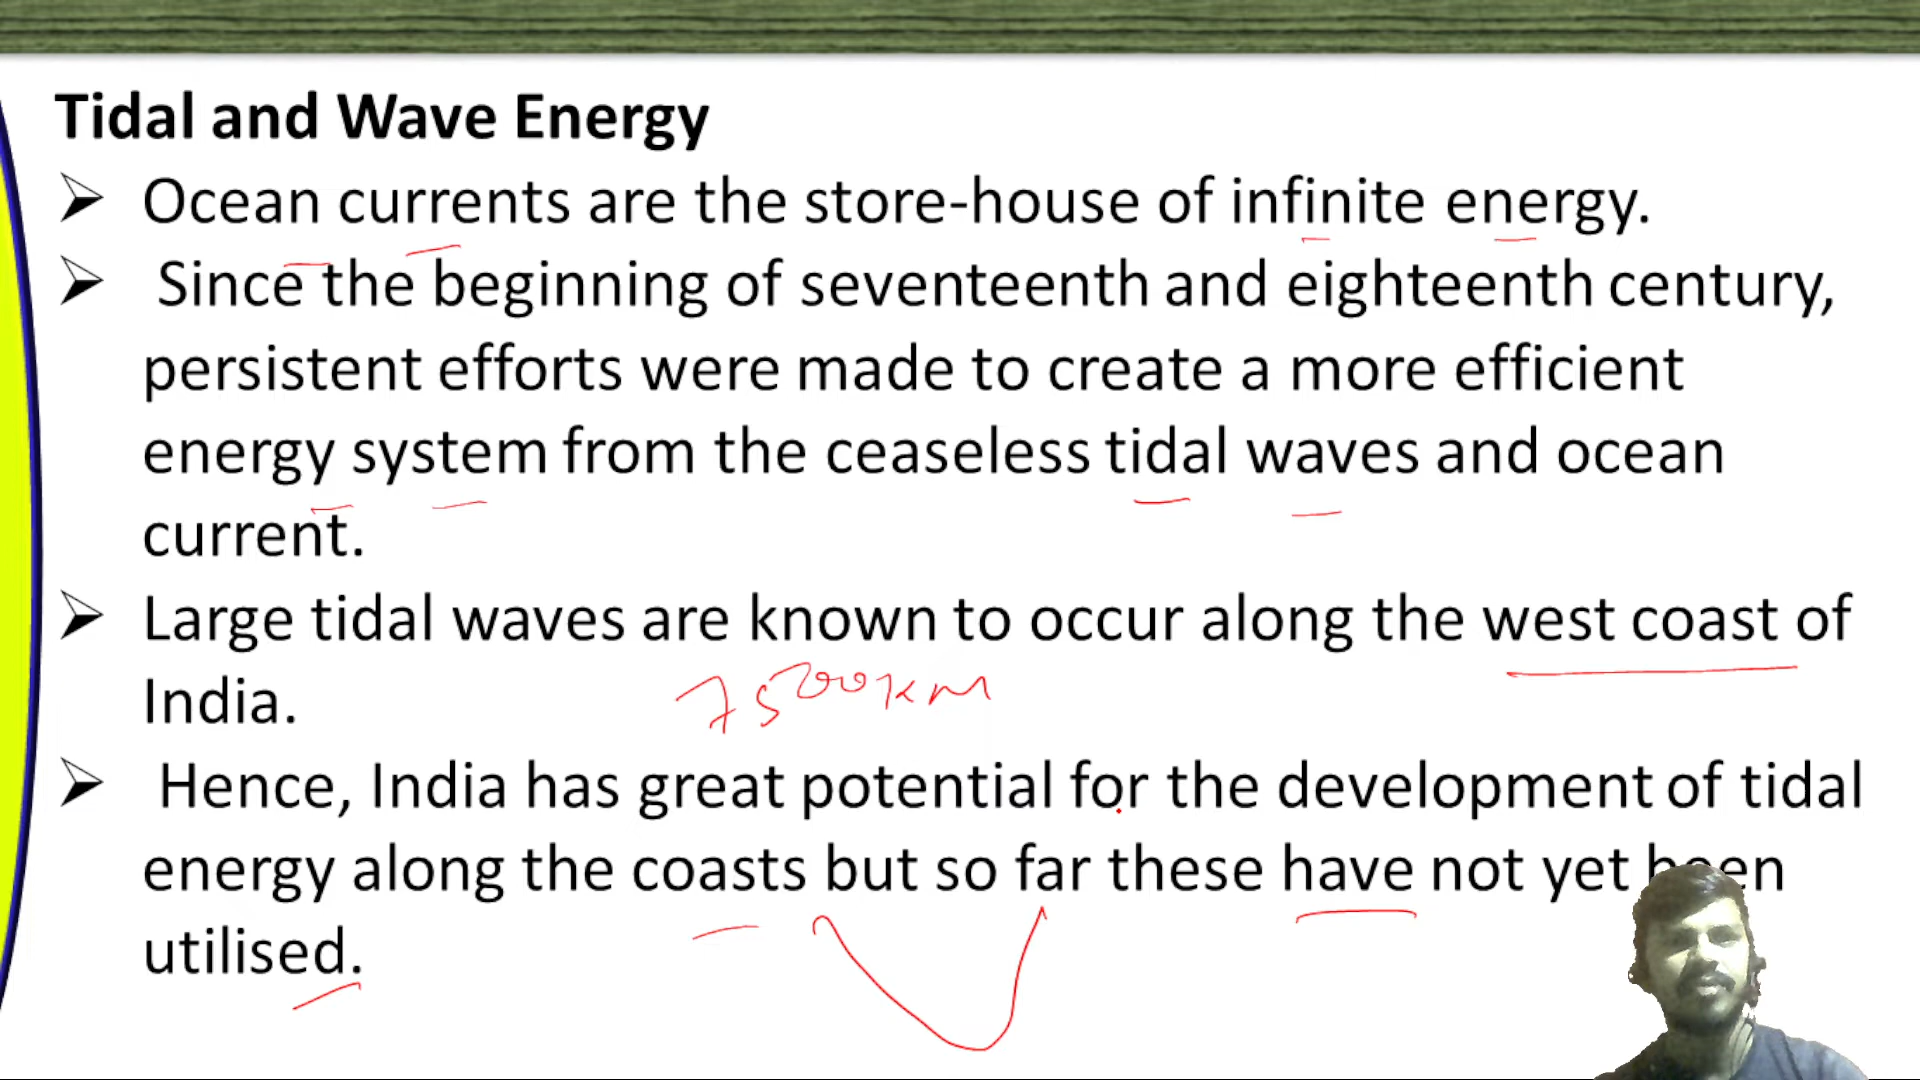 Tidal and Wave Energy
➢ Ocean currents are the store-house of infinite energy.
➢ Since the beginning of seventeenth and eighteenth century,
persistent efforts were made to create a more efficient
energy system from the ceaseless tidal waves and ocean
current.
➢ Large tidal waves are known to occur along the west coast of
India.
7500KM
➢ Hence, India has great potential for the development of tidal
energy along the coasts but so far these have not yet been
utilised.